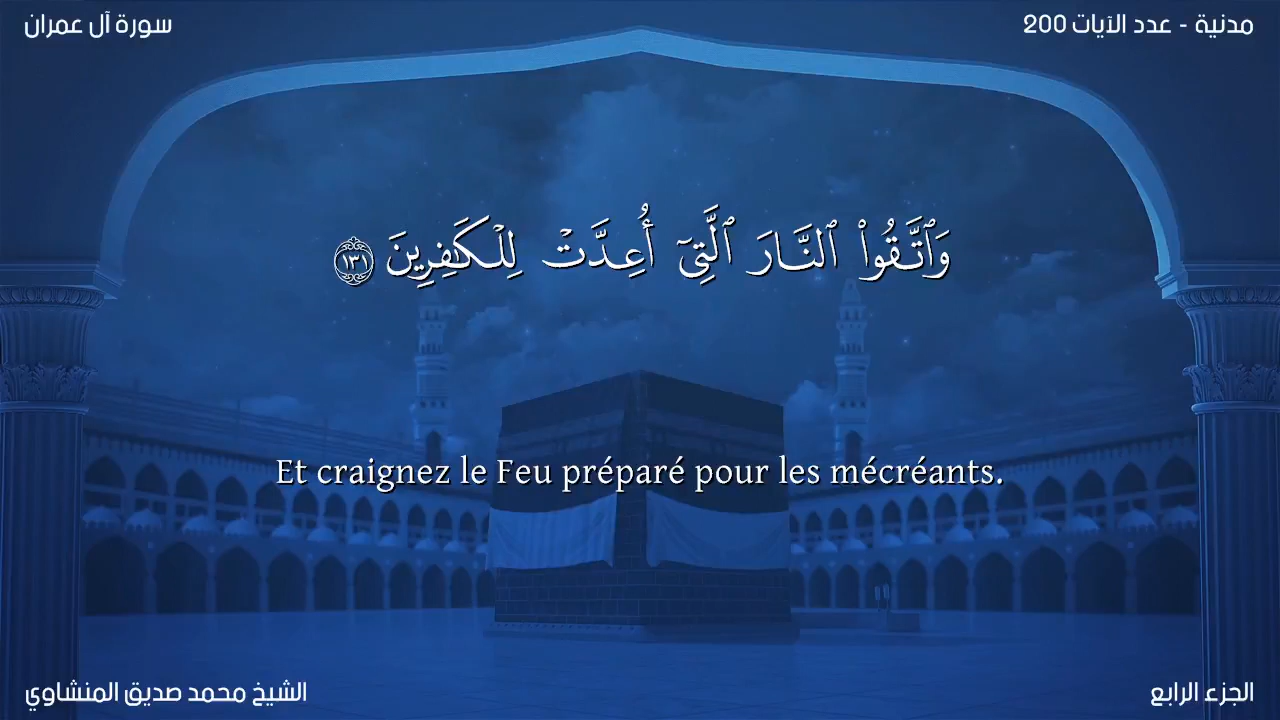 سورة آل عمران
مدنية - عدد الآيات 200
وَٱتَّقُوا۟ ٱلنَّارَ ٱلَّتِىٓ أُعِدَّتْ لِلْكَـٰفِرِينَ ١٣١
Et craignez le Feu préparé pour les mécréants.
الشيخ محمد صديق المنشاوي
الجزء الرابع